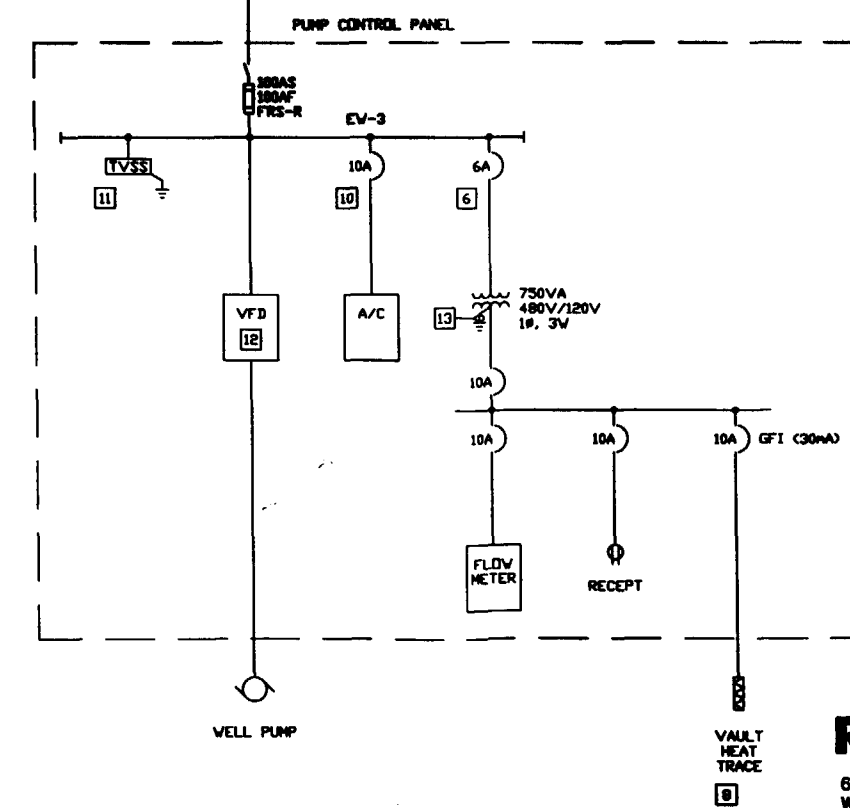 PUMP CONTROL PANEL
100AS
100AF
FRS-R
EW-3
TVSS
10A
6A
11
10
6
VFD
12
A/C
750VA
480V/120V
1Ø, 3W
13
10A
10A
10A
10A GFI (30mA)
FLOW
METER
RECEPT
WELL PUMP
VAULT
HEAT
TRACE